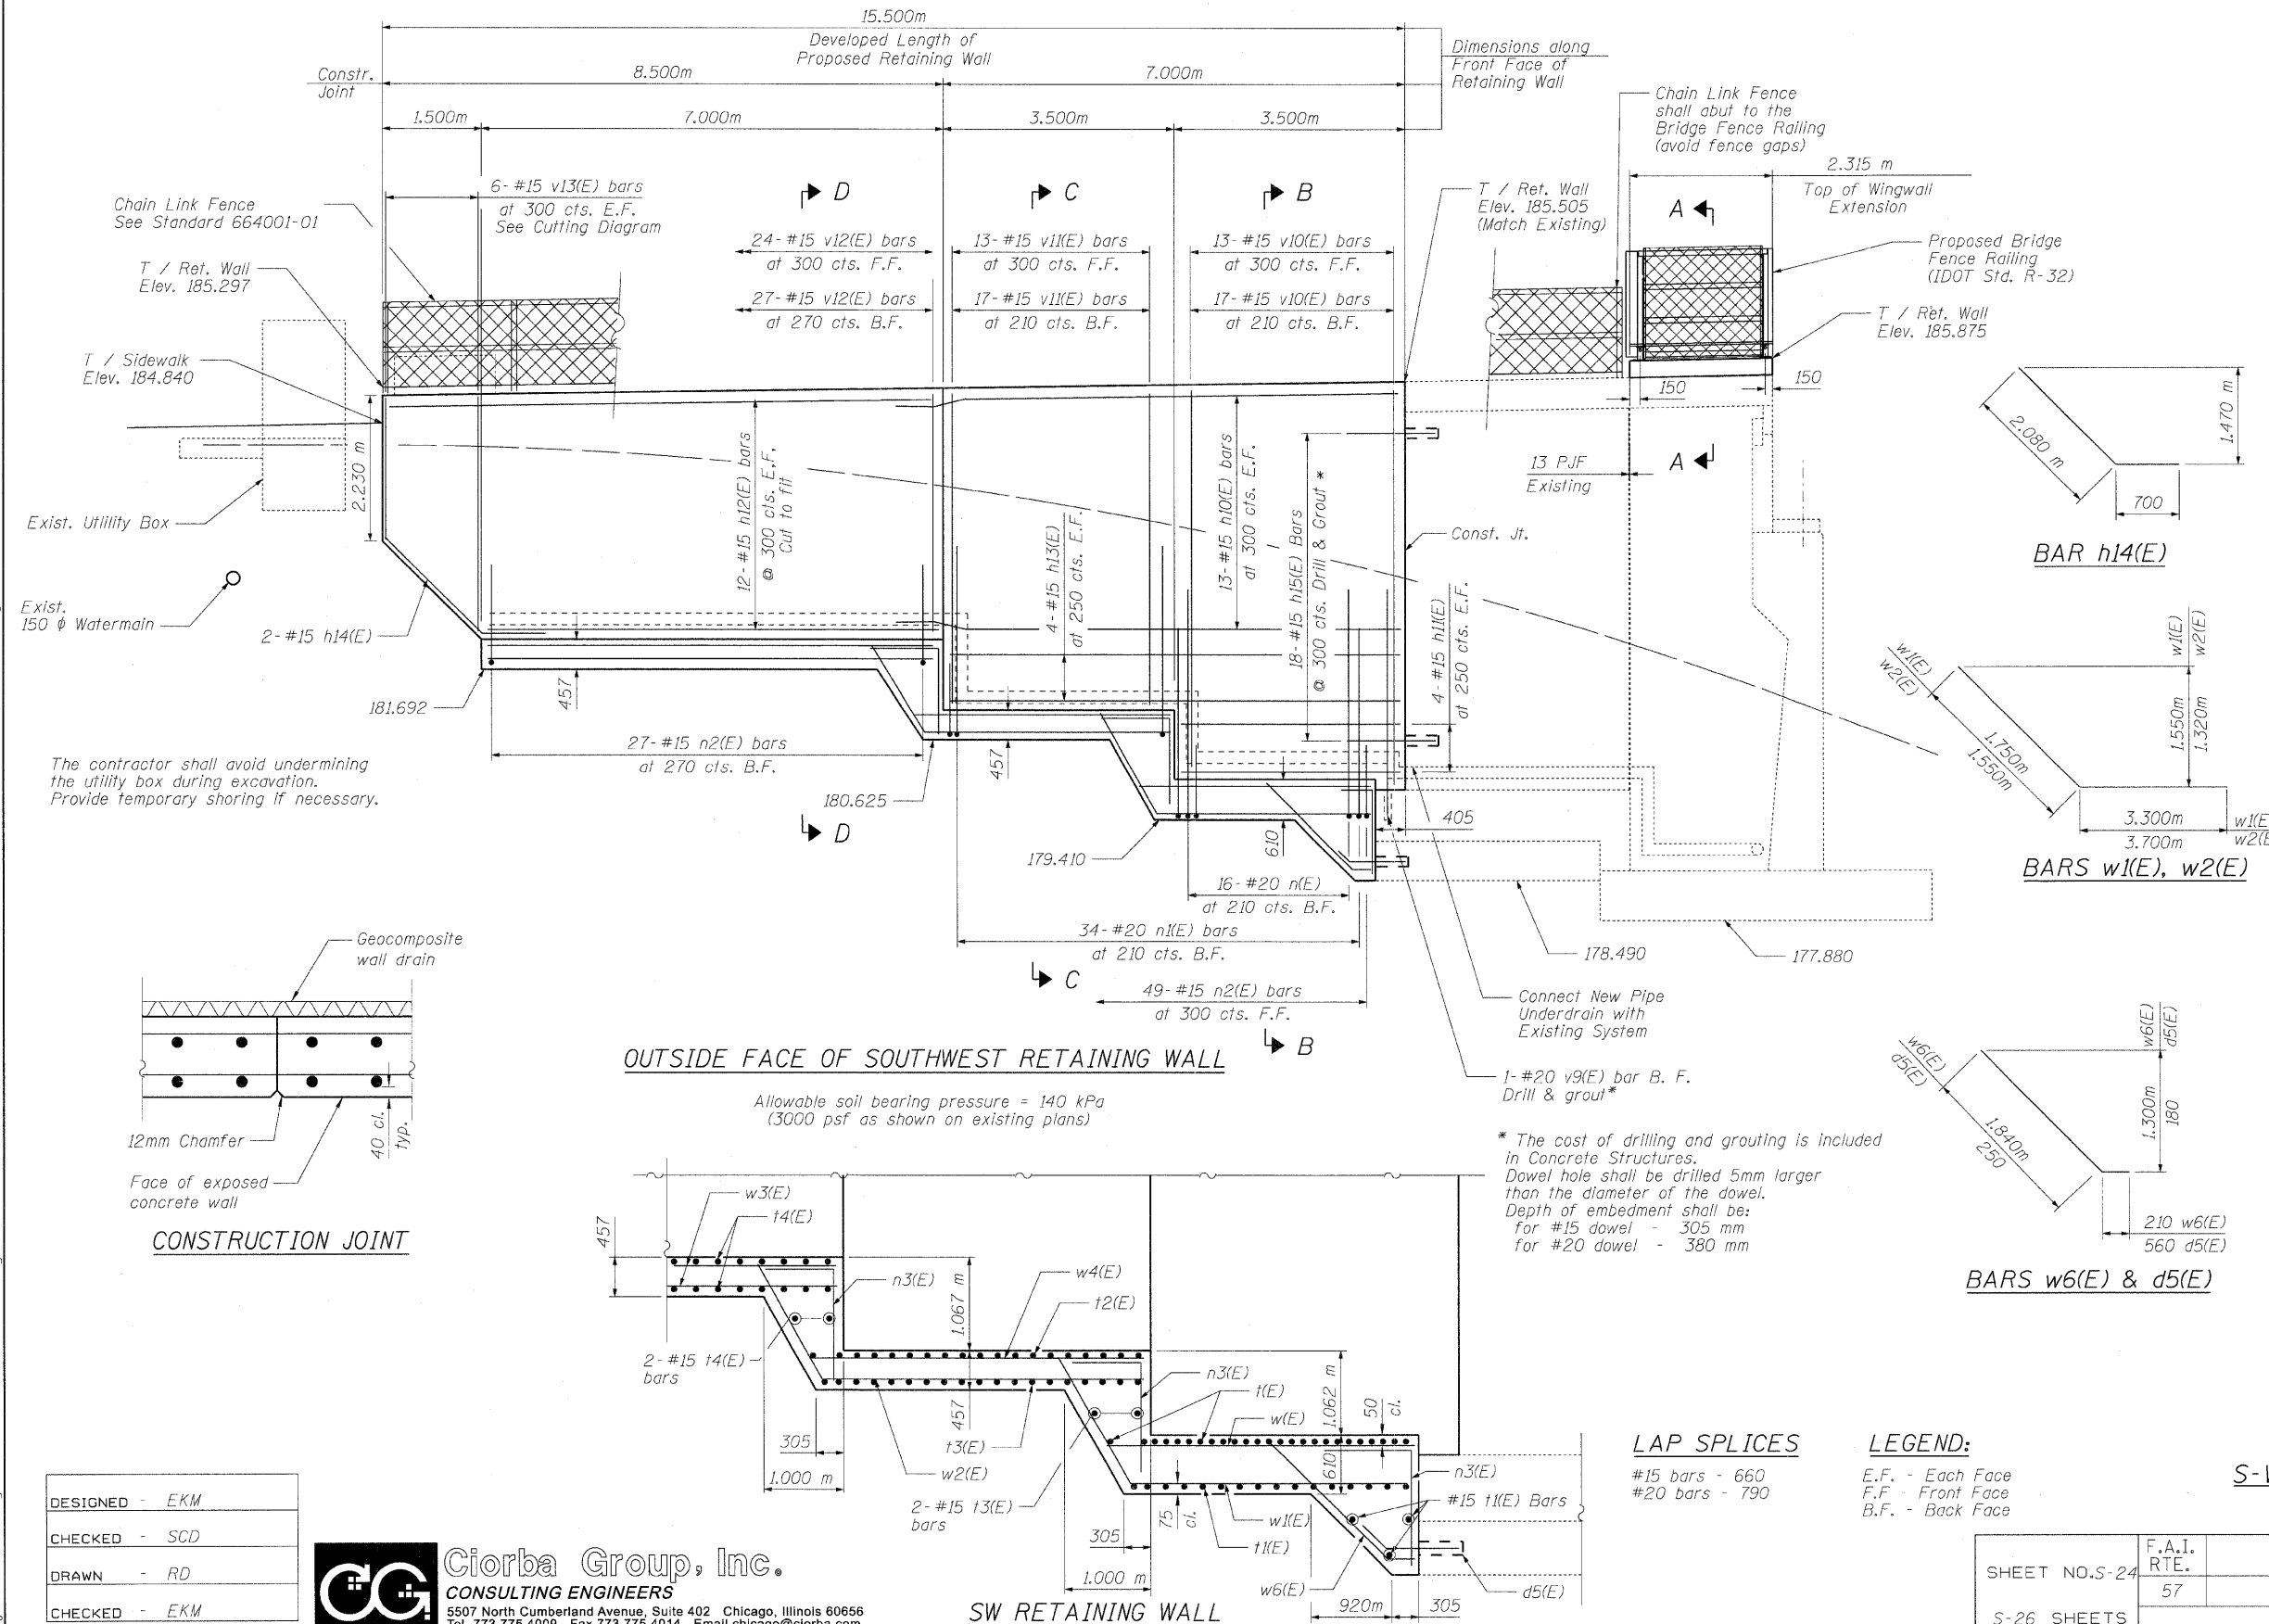 15.500m
Developed Length of
Proposed Retaining Wall
Dimensions along
Front Face of
Retaining Wall
Constr.
Joint
8.500m
7.000m
1.500m
7.000m
3.500m
3.500m
Chain Link Fence
shall abut to the
Bridge Fence Railing
(avoid fence gaps)
2.315 m
Top of Wingwall
Extension
Chain Link Fence
See Standard 664001-01
6- #15 v13(E) bars
at 300 cts. E.F.
See Cutting Diagram
D
C
B
A
T / Ret. Wall
Elev. 185.505
(Match Existing)
24- #15 v12(E) bars
at 300 cts. F.F.
13- #15 v11(E) bars
at 300 cts. F.F.
13- #15 v10(E) bars
at 300 cts. F.F.
Proposed Bridge
Fence Railing
(IDOT Std. R-32)
T / Ret. Wall
Elev. 185.297
27- #15 v12(E) bars
at 270 cts. B.F.
17- #15 v11(E) bars
at 210 cts. B.F.
17- #15 v10(E) bars
at 210 cts. B.F.
T / Ret. Wall
Elev. 185.875
T / Sidewalk
Elev. 184.840
150
150
2.230 m
12- #15 h12(E) bars
@ 300 cts. E.F.
Cut to fit
4- #15 h13(E)
at 250 cts. E.F.
13- #15 h10(E) bars
at 300 cts. E.F.
18- #15 h15(E) Bars
@ 300 cts. Drill & Grout *
4- #15 h11(E)
at 250 cts. E.F.
13 PJF
Existing
A
2.080 m
1.470 m
700
BAR h14(E)
Exist. Utlility Box
Const. Jt.
Exist.
150 ϕ Watermain
2- #15 h14(E)
181.692
457
27- #15 n2(E) bars
at 270 cts. B.F.
457
180.625
The contractor shall avoid undermining
the utility box during excavation.
Provide temporary shoring if necessary.
D
179.410
610
405
16- #20 n(E)
at 210 cts. B.F.
34- #20 n1(E) bars
at 210 cts. B.F.
C
49- #15 n2(E) bars
at 300 cts. F.F.
B
178.490
177.880
w1(E)
w2(E)
w1(E)
w2(E)
1.750m
1.550m
1.550m
1.320m
3.300m
3.700m
BARS w1(E), w2(E)
Geocomposite
wall drain
12mm Chamfer
40 cl.
typ.
Face of exposed
concrete wall
CONSTRUCTION JOINT
OUTSIDE FACE OF SOUTHWEST RETAINING WALL
Allowable soil bearing pressure = 140 kPa
(3000 psf as shown on existing plans)
Connect New Pipe
Underdrain with
Existing System
1- #20 v9(E) bar B. F.
Drill & grout*
* The cost of drilling and grouting is included
in Concrete Structures.
Dowel hole shall be drilled 5mm larger
than the diameter of the dowel.
Depth of embedment shall be:
for #15 dowel - 305 mm
for #20 dowel - 380 mm
w6(E)
d5(E)
w6(E)
d5(E)
1.840m
250
1.300m
180
210 w6(E)
560 d5(E)
BARS w6(E) & d5(E)
457
w3(E)
t4(E)
n3(E)
1.067 m
w4(E)
t2(E)
2- #15 t4(E)
bars
457
305
1.000 m
t3(E)
w2(E)
2- #15 t3(E)
bars
n3(E)
t(E)
w(E)
1.062 m
50
cl.
610
n3(E)
#15 t1(E) Bars
75
cl.
305
1.000 m
w1(E)
t1(E)
w6(E)
d5(E)
920m
305
SW RETAINING WALL
LAP SPLICES
#15 bars - 660
#20 bars - 790
LEGEND:
E.F. - Each Face
F.F - Front Face
B.F. - Back Face
DESIGNED - EKM
CHECKED - SCD
DRAWN - RD
CHECKED - EKM
CG
Ciorba Group, Inc.
CONSULTING ENGINEERS
5507 North Cumberland Avenue, Suite 402 Chicago, Illinois 60656
Tel. 773.775.4009 Fax 773.775.4014 Email chicago@ciorba.com
SHEET NO.S-24
S-26 SHEETS
F.A.I.
RTE.
57